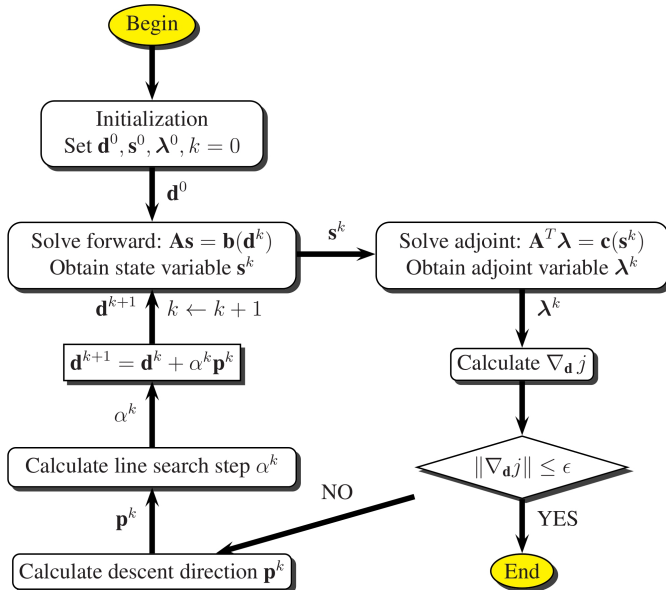 Begin
Initialization
Set 𝐝⁰, 𝐬⁰, 𝝀⁰, k = 0
𝐝⁰
Solve forward: 𝐀𝐬 = 𝐛(𝐝ᵏ)
Obtain state variable 𝐬ᵏ
𝐬ᵏ
Solve adjoint: 𝐀ᵀ𝝀 = 𝐜(𝐬ᵏ)
Obtain adjoint variable 𝝀ᵏ
𝝀ᵏ
Calculate ∇_𝐝 j
‖∇_𝐝 j‖ ≤ ϵ
YES
End
NO
Calculate descent direction 𝐩ᵏ
𝐩ᵏ
Calculate line search step αᵏ
αᵏ
𝐝ᵏ⁺¹ = 𝐝ᵏ + αᵏ𝐩ᵏ
𝐝ᵏ⁺¹ k ← k + 1